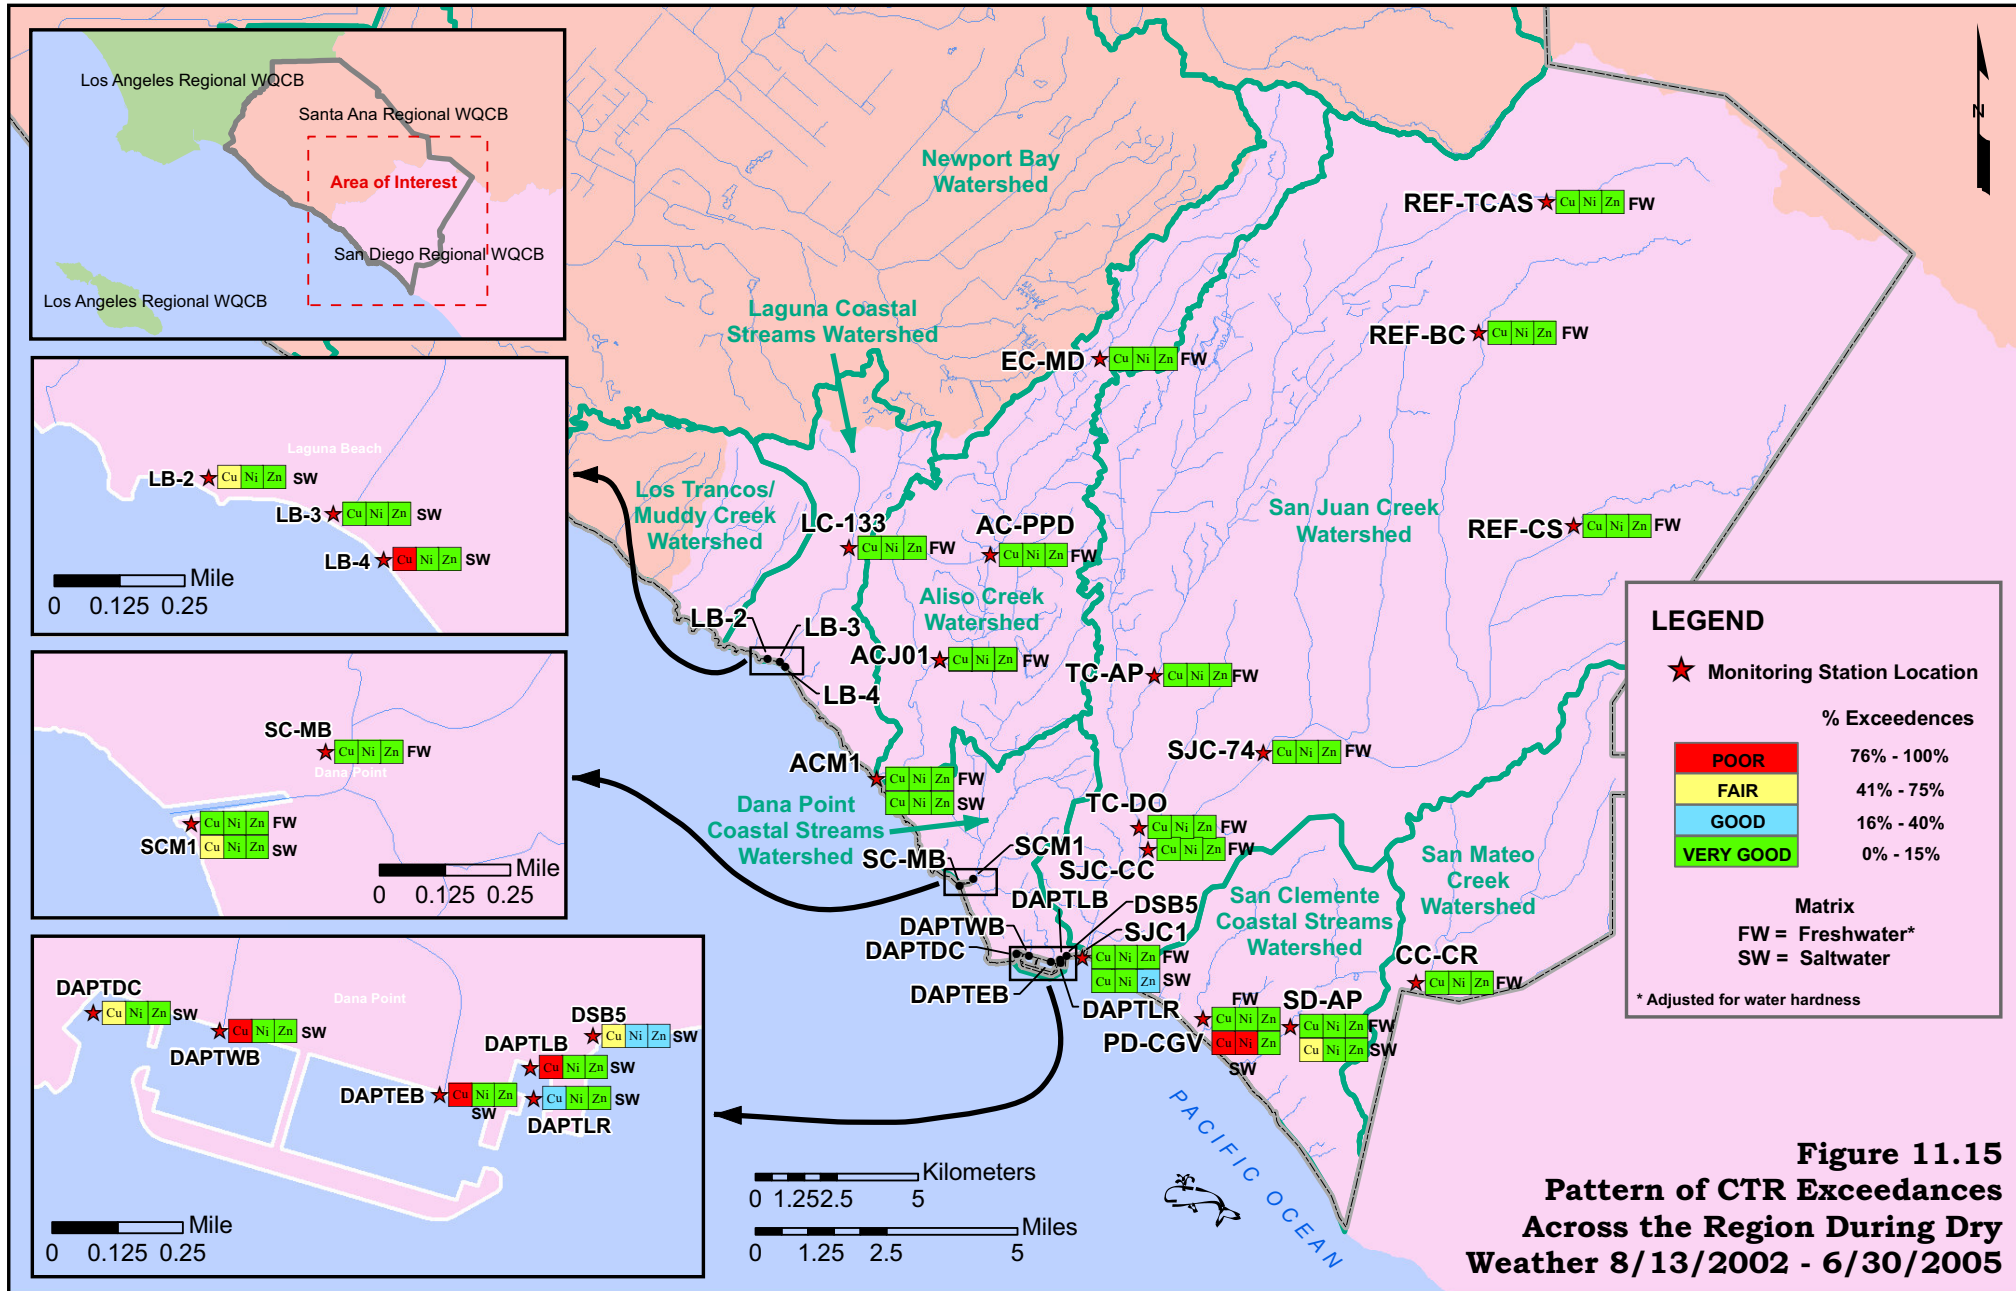 Los Angeles Regional WQCB
Santa Ana Regional WQCB
Area of Interest
San Diego Regional WQCB
Los Angeles Regional WQCB
Laguna Beach
LB-2 Cu Ni Zn SW
LB-3 Cu Ni Zn SW
LB-4 Cu Ni Zn SW
Mile
0 0.125 0.25
SC-MB
Cu Ni Zn FW
Dana Point
Cu Ni Zn FW
SCM1 Cu Ni Zn SW
Mile
0 0.125 0.25
Dana Point
DAPTDC
Cu Ni Zn SW
Cu Ni Zn SW
DAPTWB
DSB5
Cu Ni Zn SW
DAPTLB
Cu Ni Zn SW
DAPTEB Cu Ni Zn
SW
Cu Ni Zn SW
DAPTLR
Mile
0 0.125 0.25
Newport Bay
Watershed
Laguna Coastal
Streams Watershed
Los Trancos/
Muddy Creek
Watershed
Aliso Creek
Watershed
San Juan Creek
Watershed
Dana Point
Coastal Streams
Watershed
San Clemente
Coastal Streams
Watershed
San Mateo
Creek
Watershed
REF-TCAS Cu Ni Zn FW
REF-BC Cu Ni Zn FW
EC-MD Cu Ni Zn FW
REF-CS Cu Ni Zn FW
LC-133
Cu Ni Zn FW
AC-PPD
Cu Ni Zn FW
LB-2
LB-3
LB-4
ACJ01 Cu Ni Zn FW
TC-AP Cu Ni Zn FW
SJC-74 Cu Ni Zn FW
ACM1 Cu Ni Zn FW
Cu Ni Zn SW
TC-DO
Cu Ni Zn FW
Cu Ni Zn FW
SJC-CC
SC-MB
SCM1
DAPTLB
DSB5
DAPTWB
SJC1
DAPTDC
Cu Ni Zn FW
Cu Ni Zn SW
DAPTEB
DAPTLR
CC-CR
Cu Ni Zn FW
FW
Cu Ni Zn
PD-CGV Cu Ni Zn
SW
SD-AP
Cu Ni Zn FW
Cu Ni Zn SW
PACIFIC OCEAN
Kilometers
0 1.25 2.5 5
Miles
0 1.25 2.5 5
N
LEGEND
Monitoring Station Location
% Exceedences
POOR 76% - 100%
FAIR 41% - 75%
GOOD 16% - 40%
VERY GOOD 0% - 15%
Matrix
FW = Freshwater*
SW = Saltwater
* Adjusted for water hardness
Figure 11.15
Pattern of CTR Exceedances
Across the Region During Dry
Weather 8/13/2002 - 6/30/2005